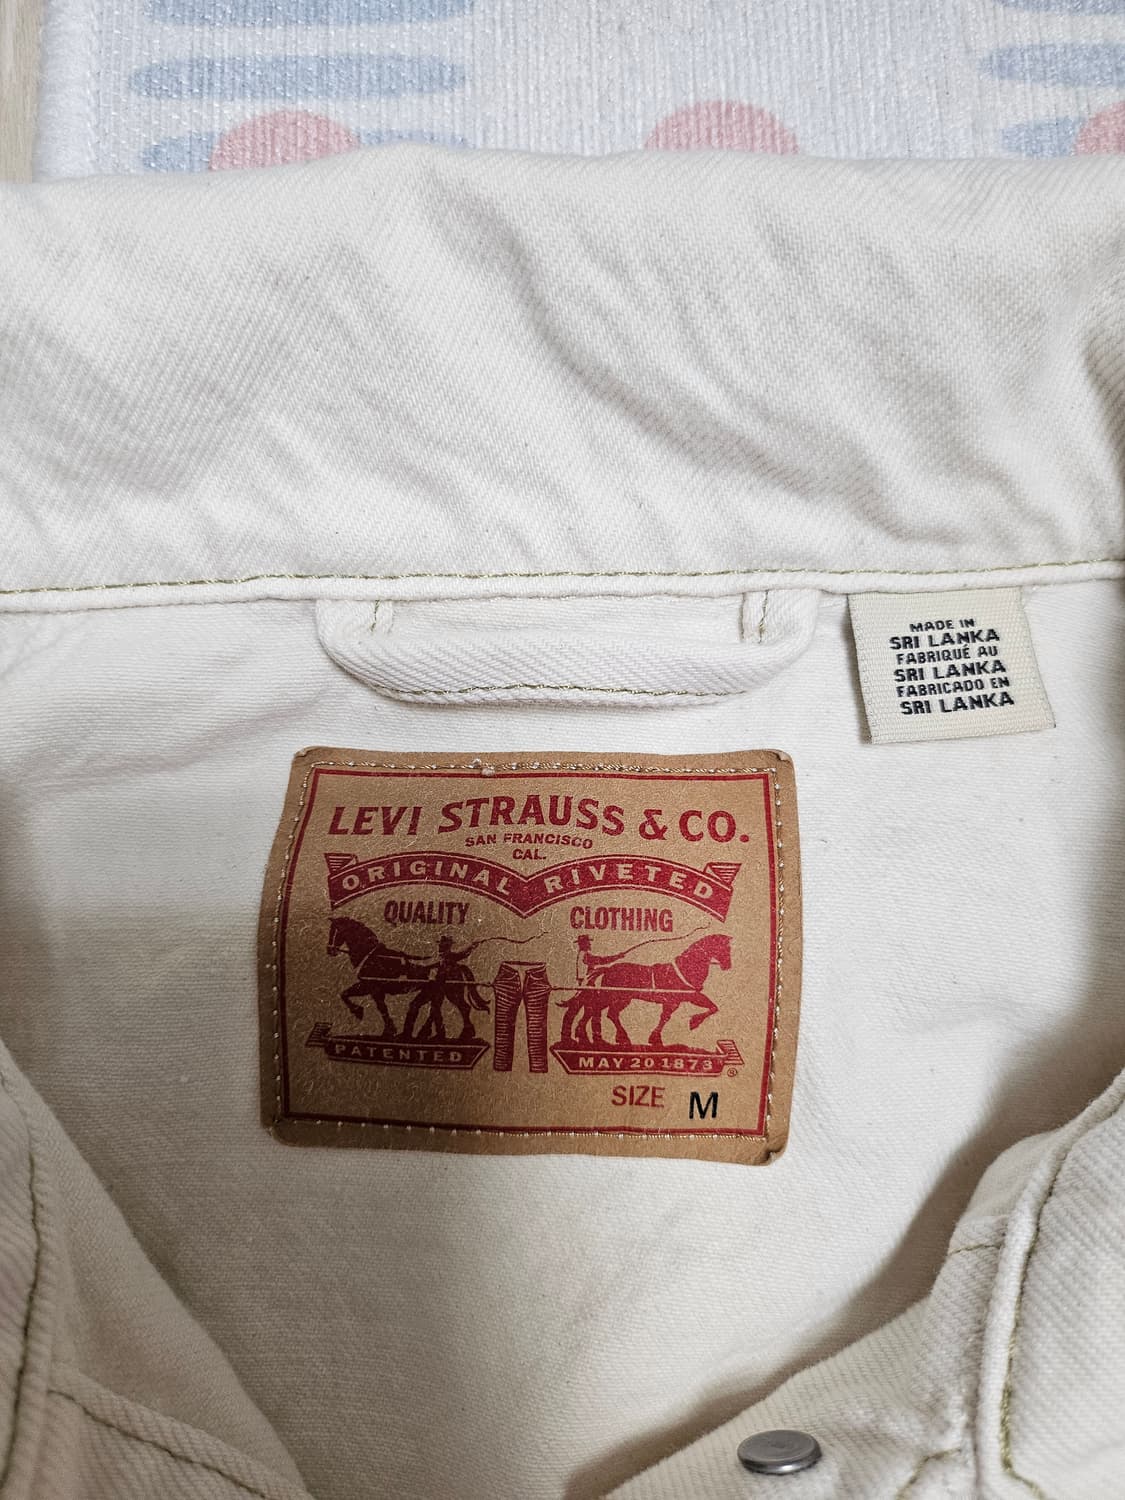 MADE IN
SRI LANKA
FABRIQUÉ AU
SRI LANKA
FABRICADO EN
SRI LANKA
LEVI STRAUSS & CO.
SAN FRANCISCO
CAL.
ORIGINAL RIVETED
QUALITY CLOTHING
PATENTED MAY 20 1873 ®
SIZE M